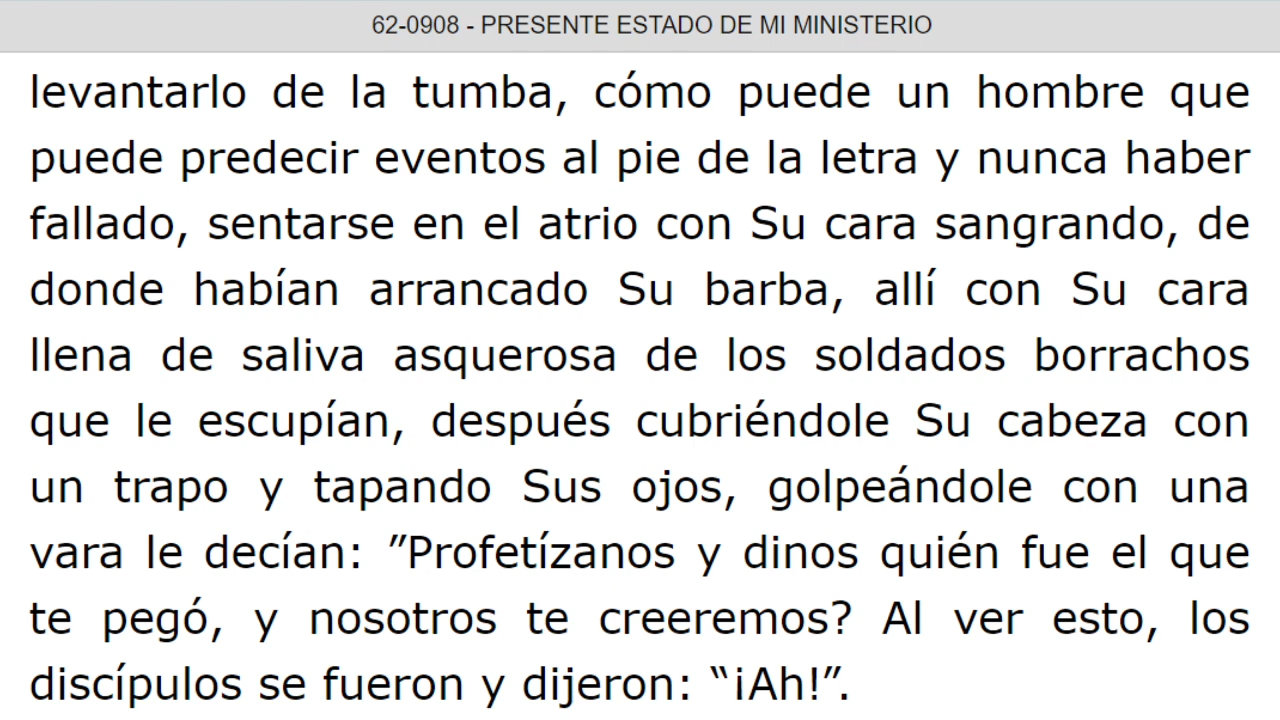 62-0908 - PRESENTE ESTADO DE MI MINISTERIO
levantarlo de la tumba, cómo puede un hombre que
puede predecir eventos al pie de la letra y nunca haber
fallado, sentarse en el atrio con Su cara sangrando, de
donde habían arrancado Su barba, allí con Su cara
llena de saliva asquerosa de los soldados borrachos
que le escupían, después cubriéndole Su cabeza con
un trapo y tapando Sus ojos, golpeándole con una
vara le decían: ”Profetízanos y dinos quién fue el que
te pegó, y nosotros te creeremos? Al ver esto, los
discípulos se fueron y dijeron: “¡Ah!”.